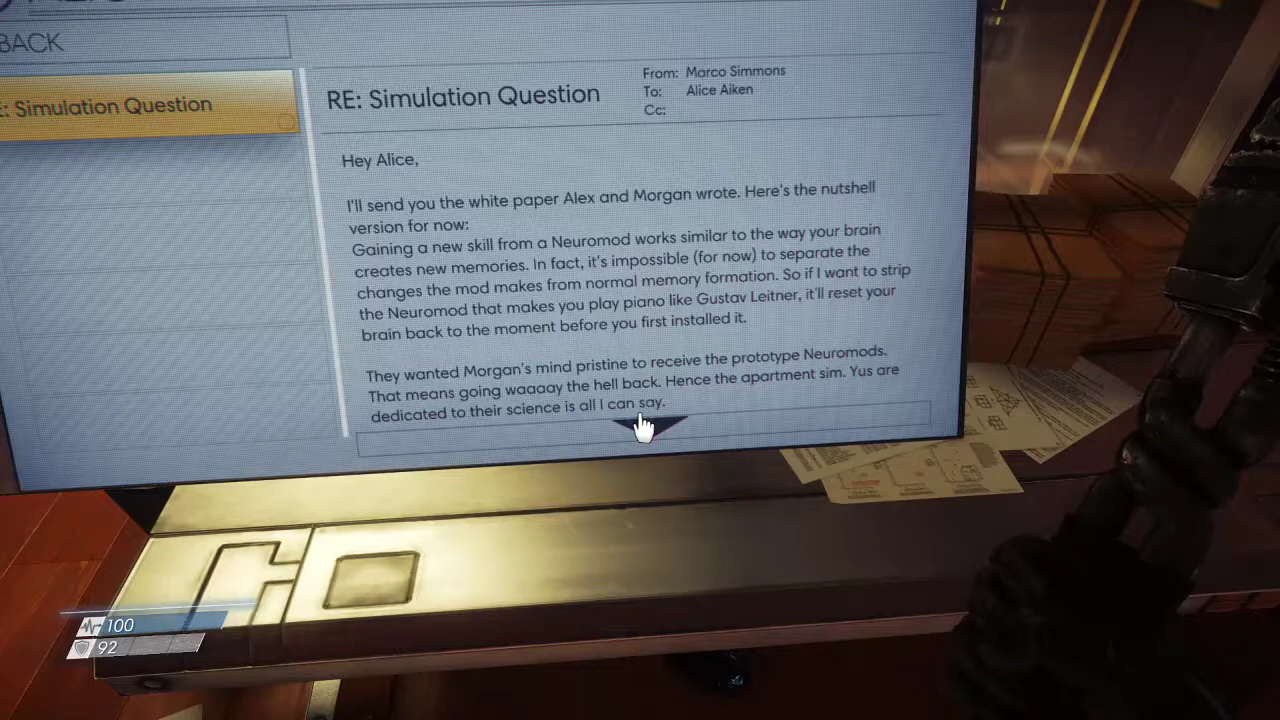 BACK
: Simulation Question
RE: Simulation Question
From: Marco Simmons
To: Alice Aiken
Cc:
Hey Alice,
I'll send you the white paper Alex and Morgan wrote. Here's the nutshell
version for now:
Gaining a new skill from a Neuromod works similar to the way your brain
creates new memories. In fact, it's impossible (for now) to separate the
changes the mod makes from normal memory formation. So if I want to strip
the Neuromod that makes you play piano like Gustav Leitner, it'll reset your
brain back to the moment before you first installed it.
They wanted Morgan's mind pristine to receive the prototype Neuromods.
That means going waaaay the hell back. Hence the apartment sim. Yus are
dedicated to their science is all I can say.
100
92